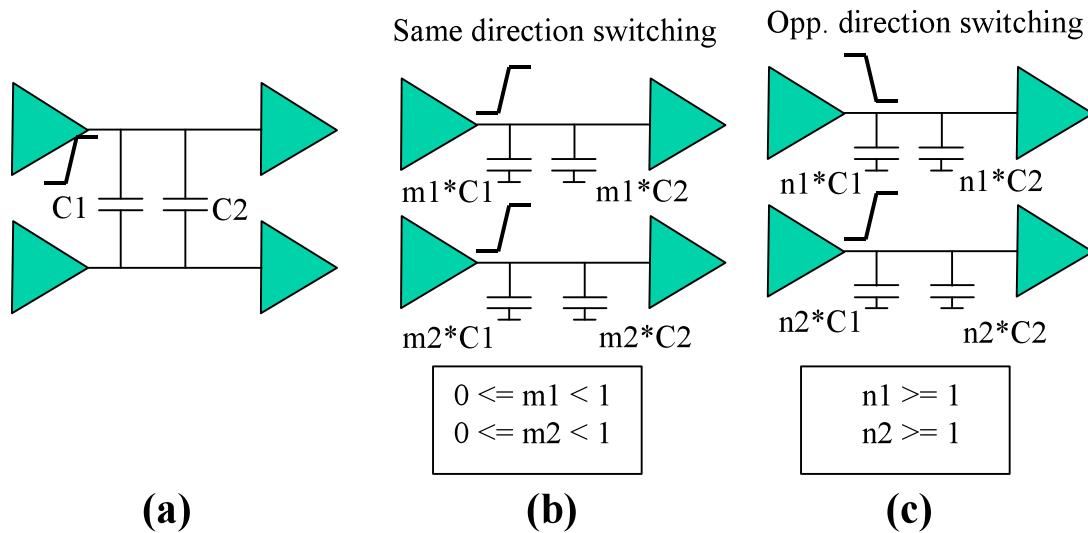 Same direction switching
Opp. direction switching
C1
C2
m1*C1
m1*C2
m2*C1
m2*C2
0 <= m1 < 1
0 <= m2 < 1
n1*C1
n1*C2
n2*C1
n2*C2
n1 >= 1
n2 >= 1
(a)
(b)
(c)